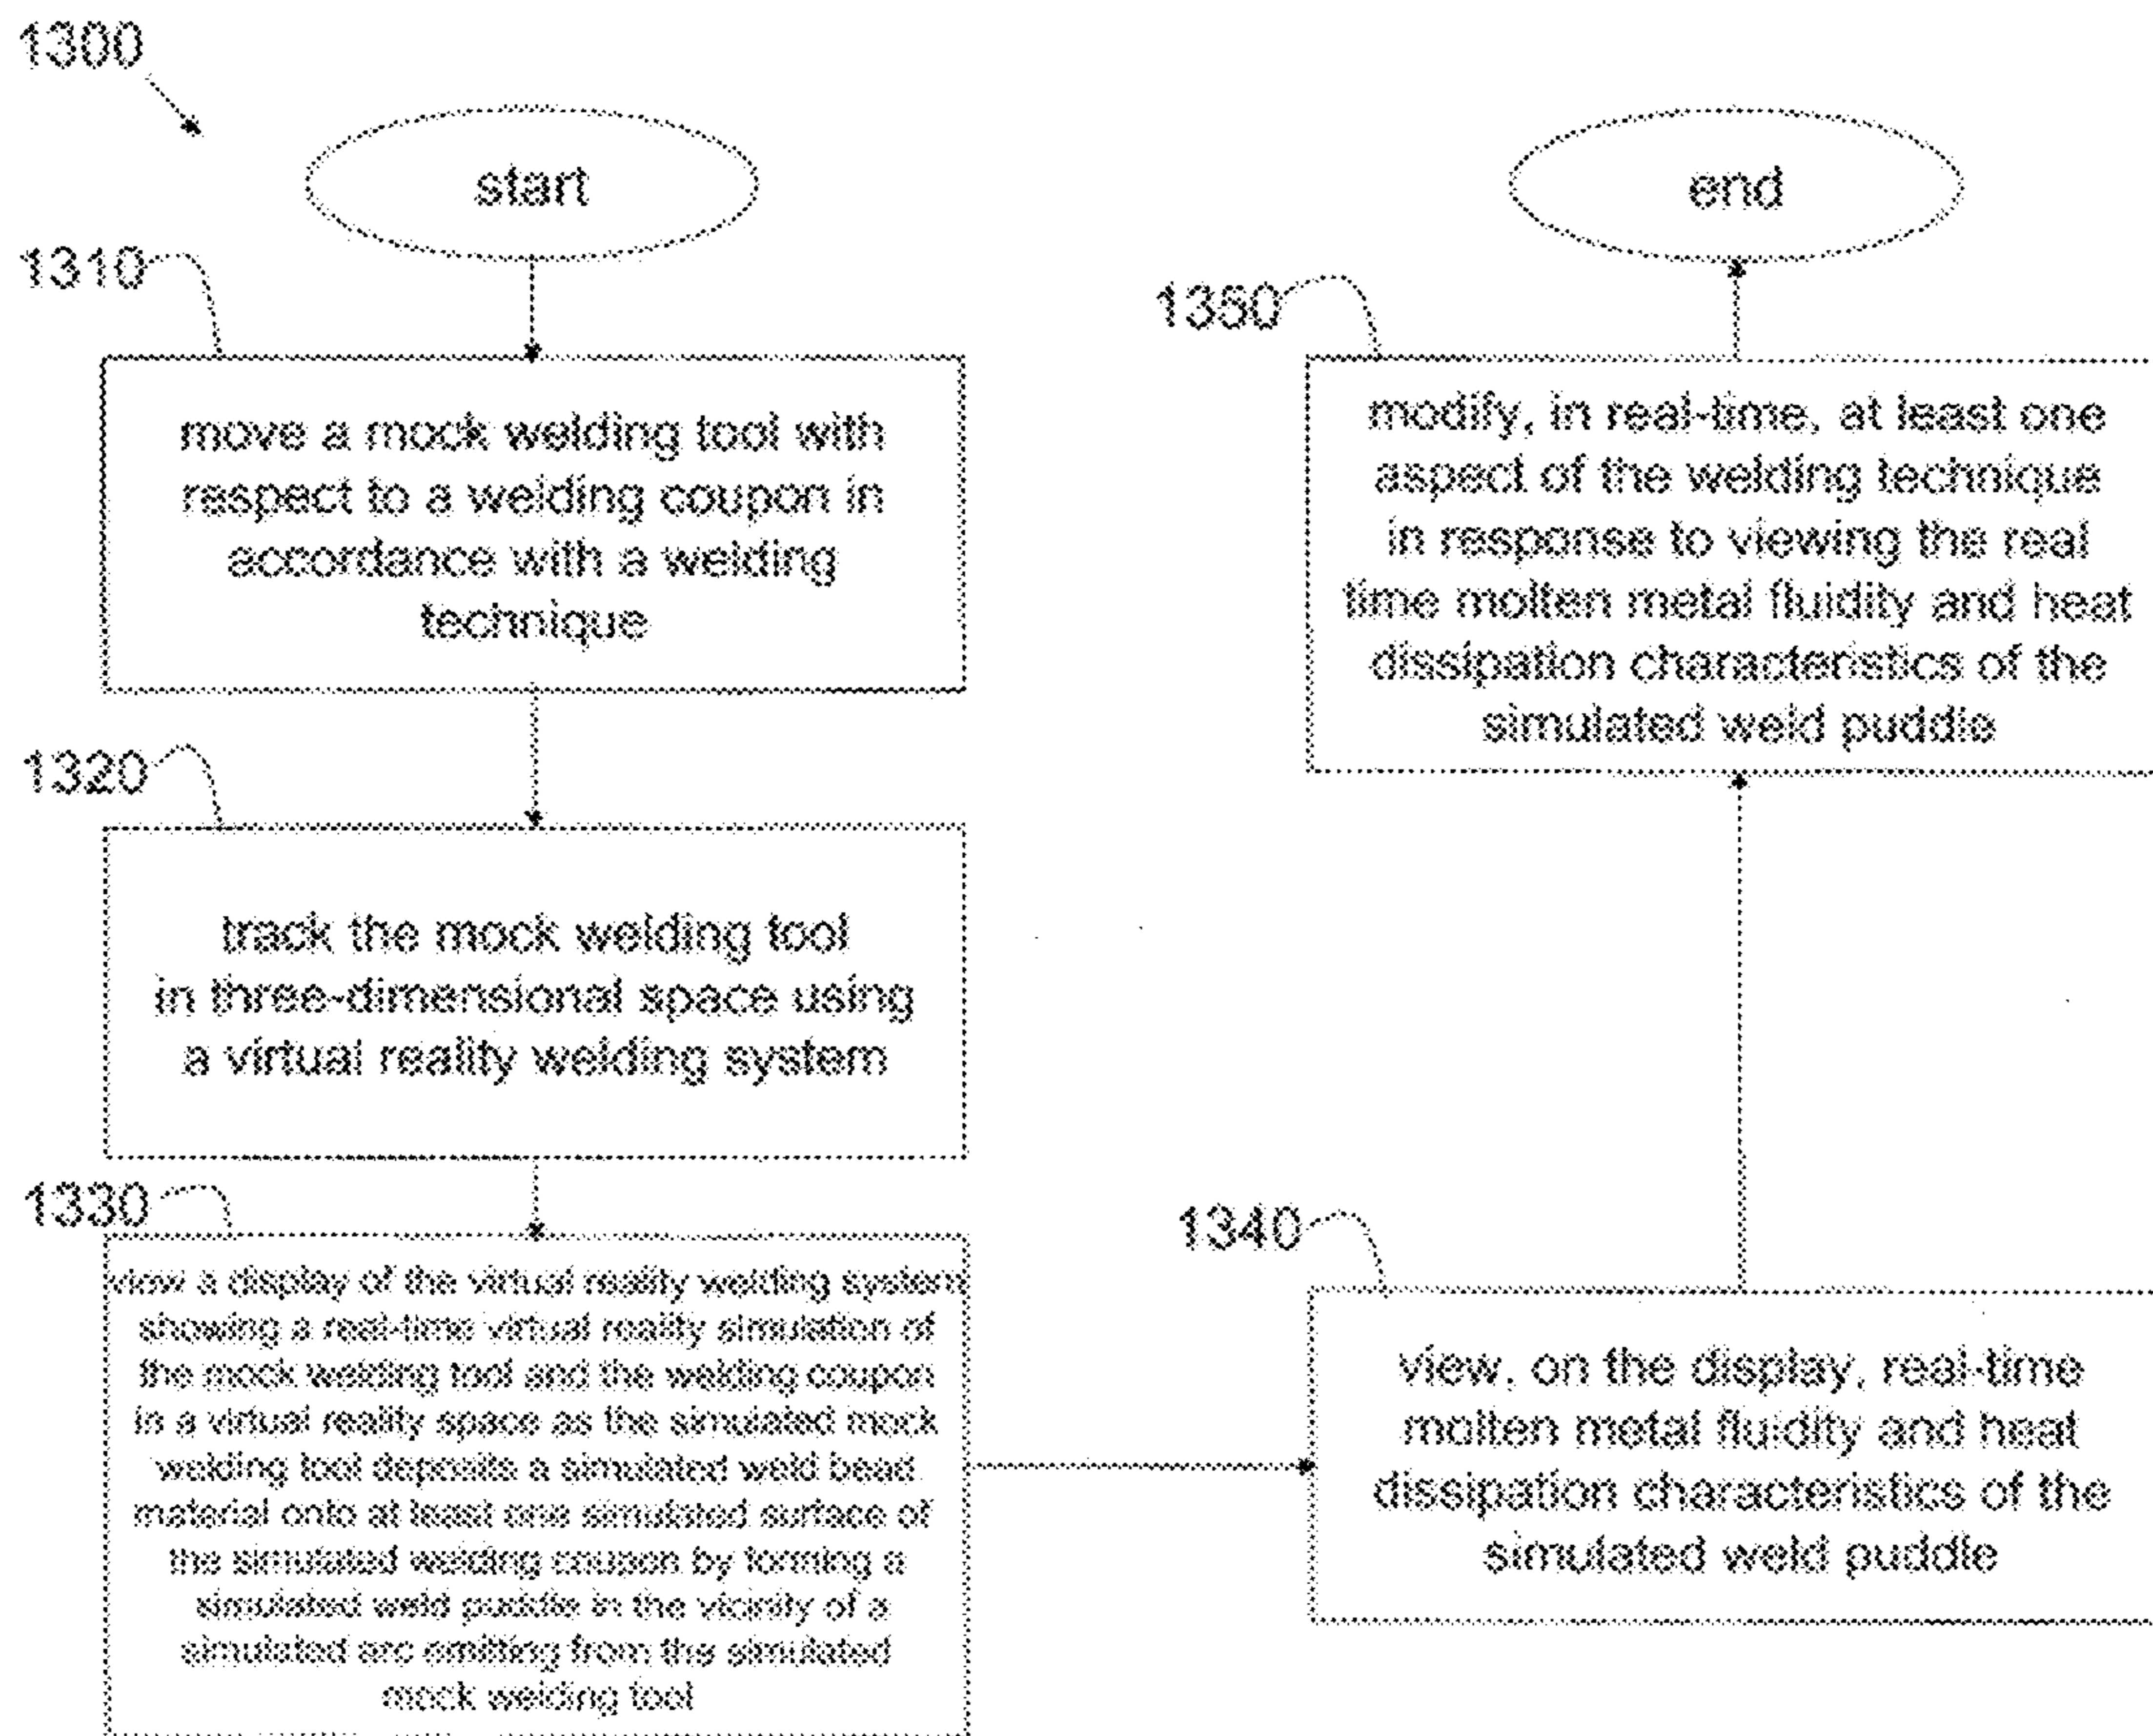 1300
start
1310
move a mock welding tool with
respect to a welding coupon in
accordance with a welding
technique
1320
track the mock welding tool
in three-dimensional space using
a virtual reality welding system
1330
view a display of the virtual reality welding system
showing a real-time virtual reality simulation of
the mock welding tool and the welding coupon
in a virtual reality space as the simulated mock
welding tool deposits a simulated weld bead
material onto at least one simulated surface of
the simulated welding coupon by forming a
simulated weld puddle in the vicinity of a
simulated arc emitting from the simulated
mock welding tool
1340
view, on the display, real-time
molten metal fluidity and heat
dissipation characteristics of the
simulated weld puddle
1350
modify, in real-time, at least one
aspect of the welding technique
in response to viewing the real
time molten metal fluidity and heat
dissipation characteristics of the
simulated weld puddle
end